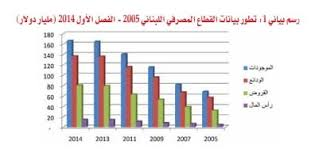 رسم بياني 1: تطور بيانات القطاع المصرفي اللبناني 2005 - الفصل الأول 2014 (مليار دولار)
180
160
140
120
100
80
60
40
20
0
الموجودات
الودائع
القروض
رأس المال
2014 2013 2011 2009 2007 2005